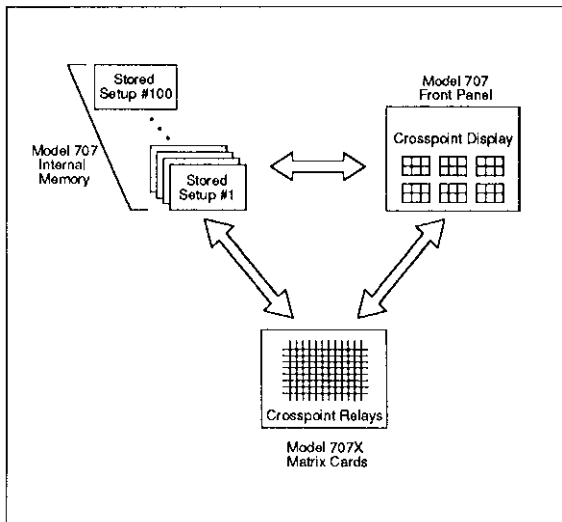 Stored
Setup #100
Model 707
Internal
Memory
Stored
Setup #1
Model 707
Front Panel
Crosspoint Display
Crosspoint Relays
Model 707X
Matrix Cards